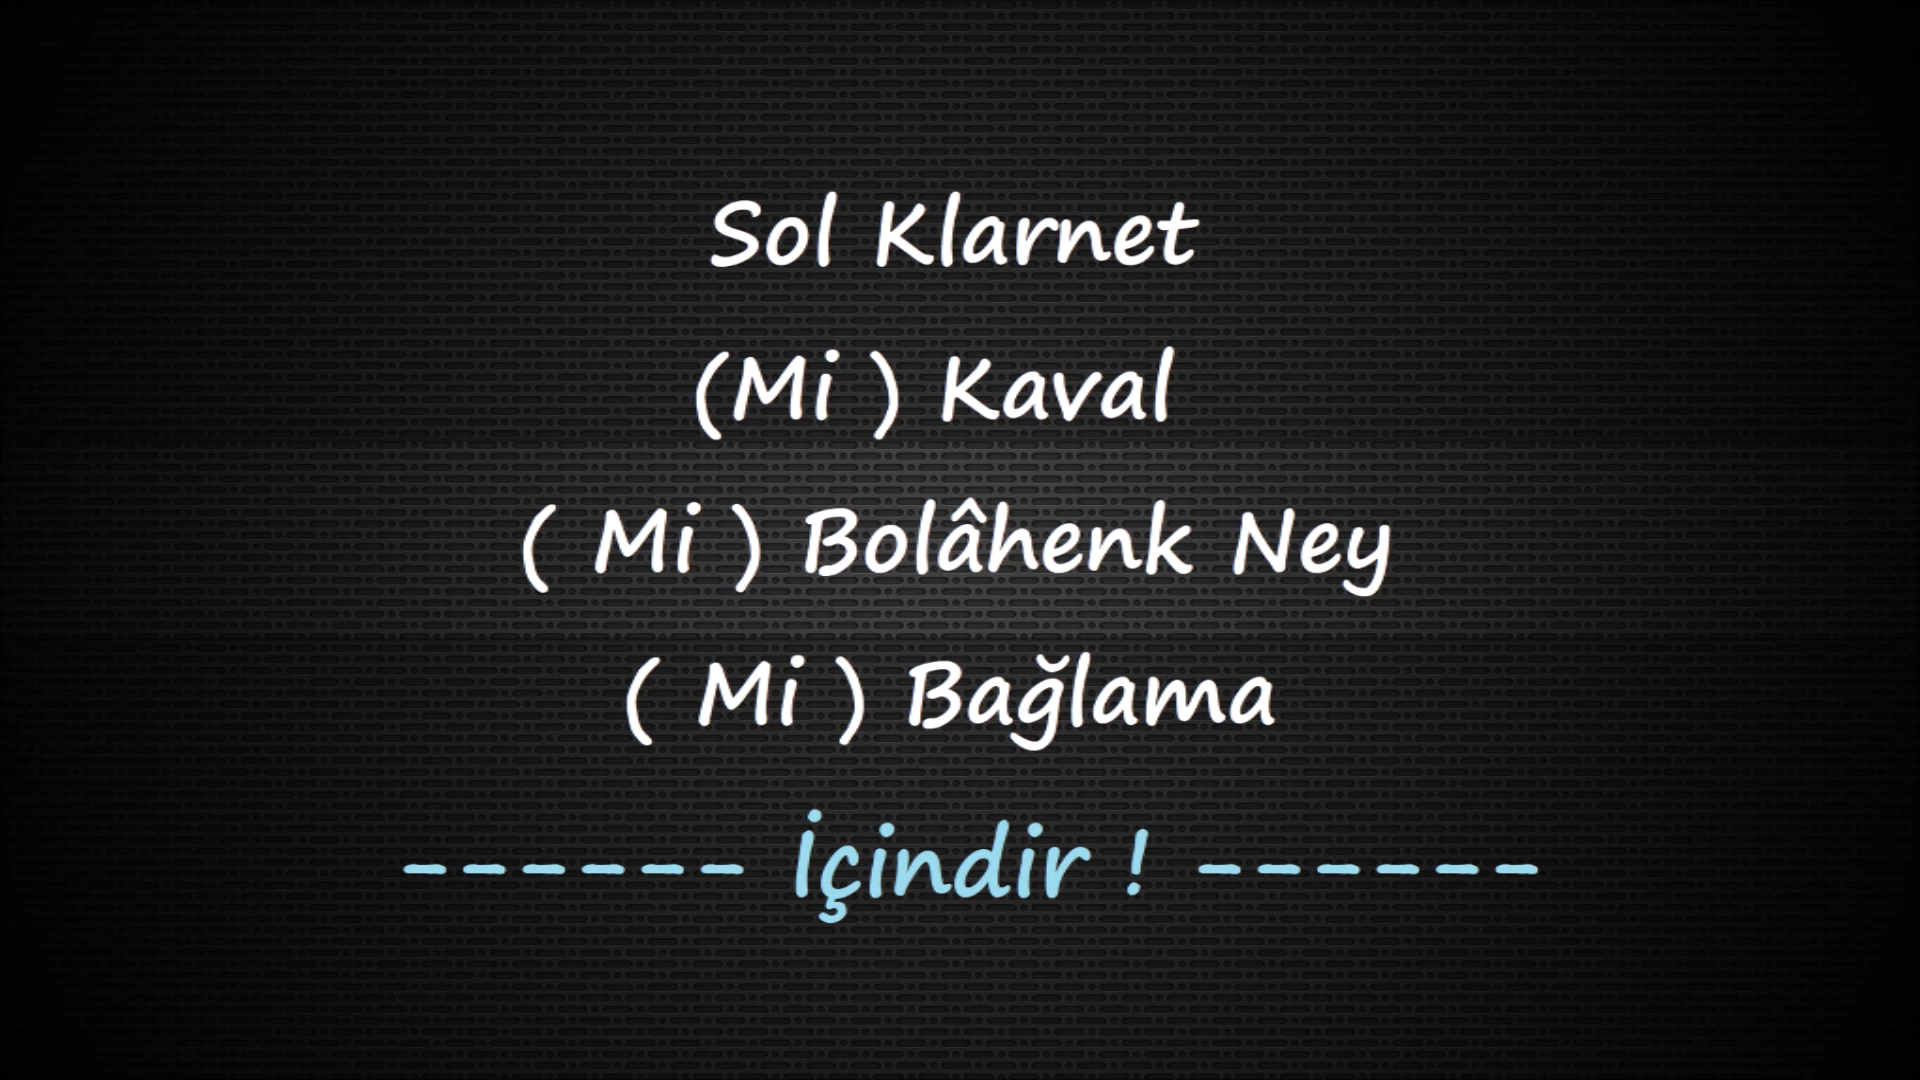 Sol Klarnet
(Mi ) Kaval
( Mi ) Bolâhenk Ney
( Mi ) Bağlama
------ İçindir ! ------